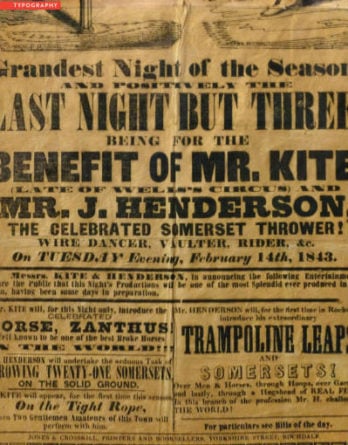 TYPOGRAPHY
Grandest Night of the Season
AND POSITIVELY THE
LAST NIGHT BUT THREE
BEING FOR THE
BENEFIT OF MR. KITE
(LATE OF WELLS'S CIRCUS) AND
MR. J. HENDERSON,
THE CELEBRATED SOMERSET THROWER!
WIRE DANCER, VAULTER, RIDER, &c.
On TUESDAY Evening, February 14th, 1843.
Messrs. KITE & HENDERSON, in announcing the following Entertainme
re the Public that this Night's Productions will be one of the most Splendid ever produced in
n, having been some days in preparation.
r. KITE will, for this Night only, introduce the
CELEBRATED
ORSE, ZANTHUS!
ell known to be one of the best Broke Horses
IN THE WORLD!!!
HENDERSON will undertake the arduous Task of
ROWING TWENTY-ONE SOMERSETS
ON THE SOLID GROUND.
KITE will appear, for the first time this season
On the Tight Rope,
en Two Gentlemen Amateurs of this Town will
perform with him.
Mr. HENDERSON will, for the first time in Roch
introduce his extraordinary
TRAMPOLINE LEAPS
AND
SOMERSETS!
Over Men & Horses, through Hoops, over Gar
and lastly, through a Hogshead of REAL FI
In this branch of the profession Mr. H. challe
THE WORLD!
For particulars see Bills of the day.
JONES & CROSSKILL, PRINTERS AND BOOKSELLERS, YORKSHIRE STREET, ROCHDALE